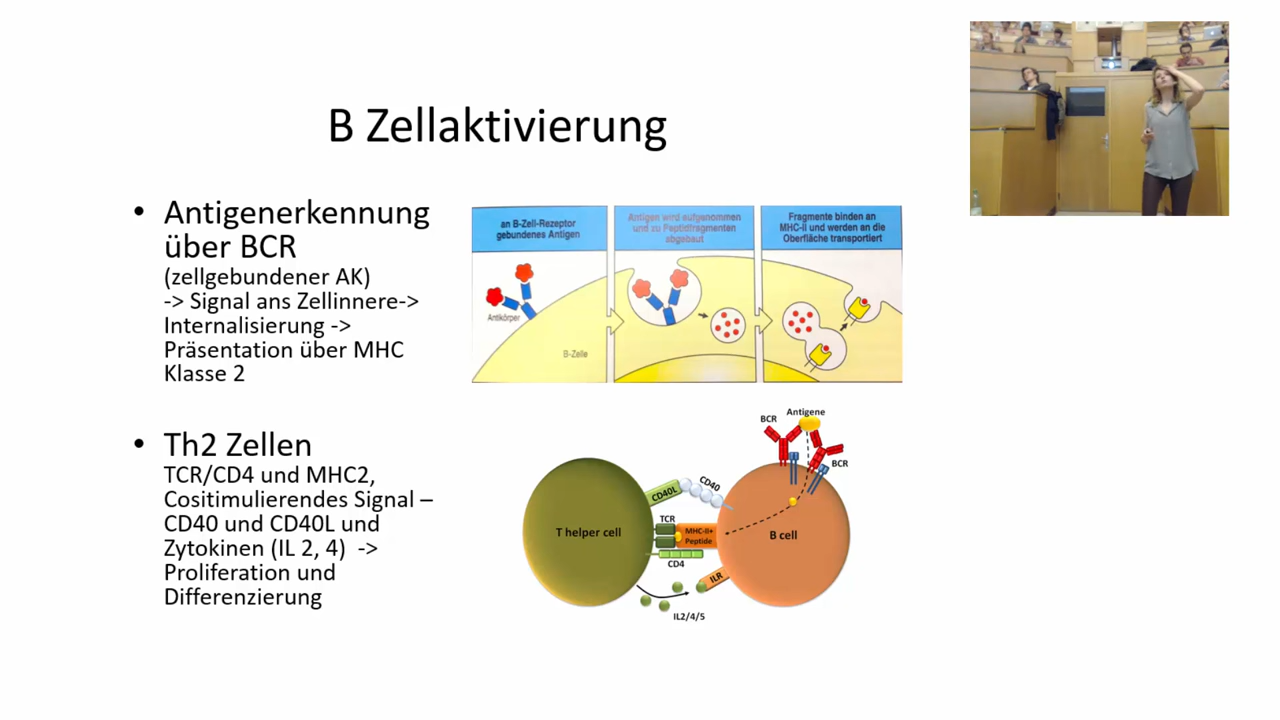 B Zellaktivierung
• Antigenerkennung
über BCR
(zellgebundener AK)
-> Signal ans Zellinnere->
Internalisierung ->
Präsentation über MHC
Klasse 2
• Th2 Zellen
TCR/CD4 und MHC2,
Cositimulierendes Signal –
CD40 und CD40L und
Zytokinen (IL 2, 4) ->
Proliferation und
Differenzierung
an B-Zell-Rezeptor
gebundenes Antigen
Antikörper
B-Zelle
Antigen wird aufgenommen
und zu Peptidfragmenten
abgebaut
Fragmente binden an
MHC-II und werden an die
Oberfläche transportiert
BCR
Antigene
BCR
CD40L
CD40
T helper cell
TCR
MHC-II+
Peptide
B cell
CD4
ILR
IL2/4/5